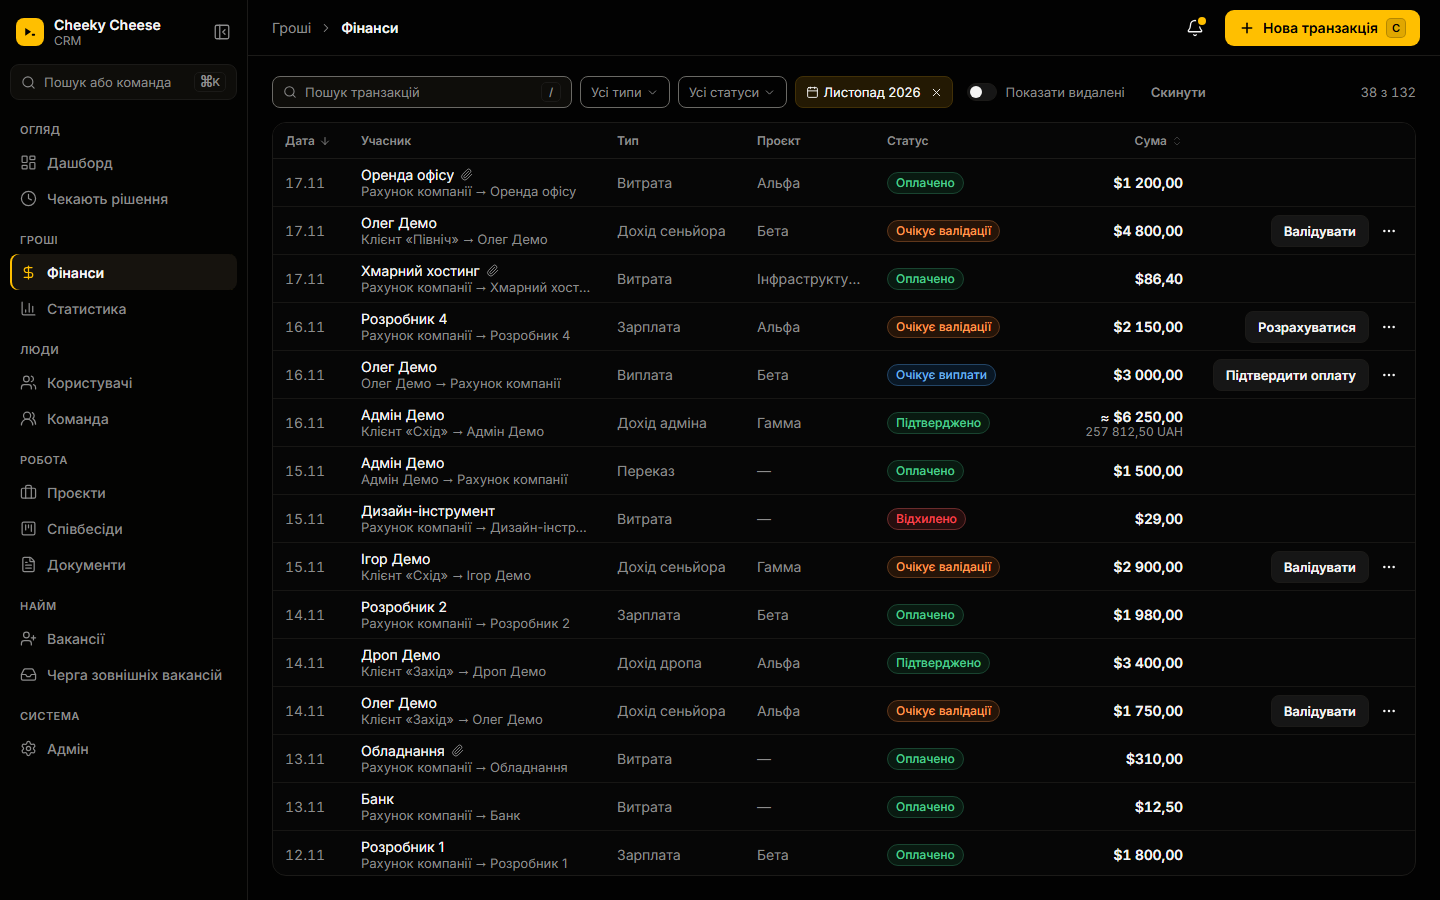 Cheeky Cheese
CRM
Пошук або команда ⌘K
ОГЛЯД
Дашборд
Чекають рішення
ГРОШІ
Фінанси
Статистика
ЛЮДИ
Користувачі
Команда
РОБОТА
Проєкти
Співбесіди
Документи
НАЙМ
Вакансії
Черга зовнішніх вакансій
СИСТЕМА
Адмін
Гроші > Фінанси
+ Нова транзакція C
Пошук транзакцій /
Усі типи
Усі статуси
Листопад 2026 ×
Показати видалені
Скинути
38 з 132
Дата ↓ Учасник Тип Проєкт Статус Сума
17.11 Оренда офісу Витрата Альфа Оплачено $1 200,00
Рахунок компанії → Оренда офісу
17.11 Олег Демо Дохід сеньйора Бета Очікує валідації $4 800,00 Валідувати ...
Клієнт «Північ» → Олег Демо
17.11 Хмарний хостинг Витрата Інфраструкту... Оплачено $86,40
Рахунок компанії → Хмарний хост...
16.11 Розробник 4 Зарплата Альфа Очікує валідації $2 150,00 Розрахуватися ...
Рахунок компанії → Розробник 4
16.11 Олег Демо Виплата Бета Очікує виплати $3 000,00 Підтвердити оплату ...
Олег Демо → Рахунок компанії
16.11 Адмін Демо Дохід адміна Гамма Підтверджено ≈ $6 250,00
Клієнт «Схід» → Адмін Демо 257 812,50 UAH
15.11 Адмін Демо Переказ — Оплачено $1 500,00
Адмін Демо → Рахунок компанії
15.11 Дизайн-інструмент Витрата — Відхилено $29,00
Рахунок компанії → Дизайн-інстр...
15.11 Ігор Демо Дохід сеньйора Гамма Очікує валідації $2 900,00 Валідувати ...
Клієнт «Схід» → Ігор Демо
14.11 Розробник 2 Зарплата Бета Оплачено $1 980,00
Рахунок компанії → Розробник 2
14.11 Дроп Демо Дохід дропа Альфа Підтверджено $3 400,00
Клієнт «Захід» → Дроп Демо
14.11 Олег Демо Дохід сеньйора Альфа Очікує валідації $1 750,00 Валідувати ...
Клієнт «Захід» → Олег Демо
13.11 Обладнання Витрата — Оплачено $310,00
Рахунок компанії → Обладнання
13.11 Банк Витрата — Оплачено $12,50
Рахунок компанії → Банк
12.11 Розробник 1 Зарплата Бета Оплачено $1 800,00
Рахунок компанії → Розробник 1